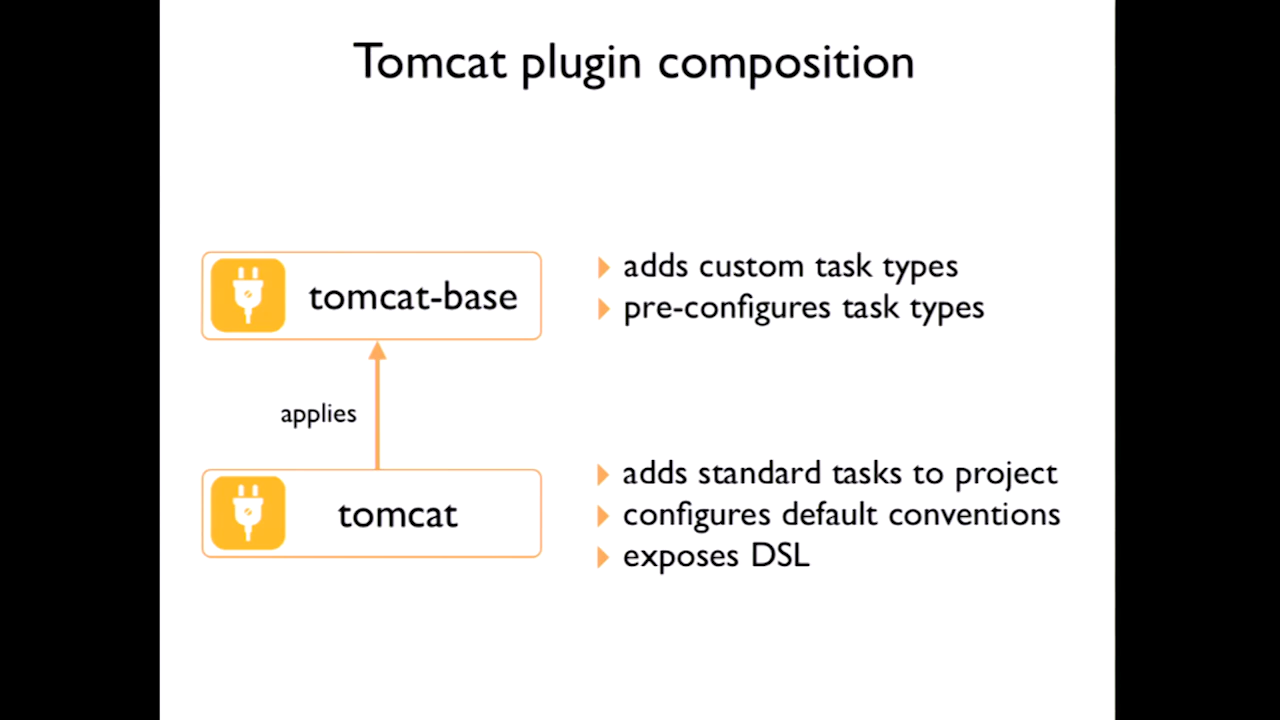 Tomcat plugin composition
tomcat-base
adds custom task types
pre-configures task types
applies
tomcat
adds standard tasks to project
configures default conventions
exposes DSL